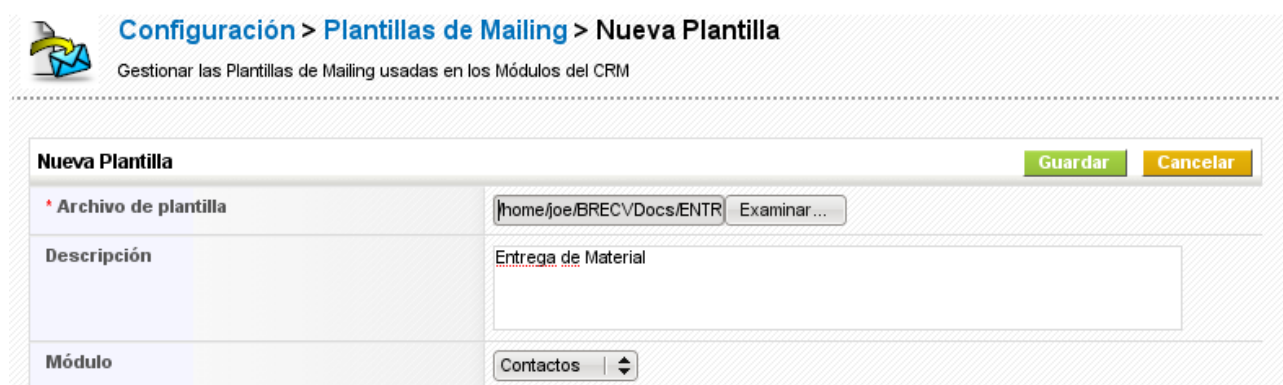 Configuración > Plantillas de Mailing > Nueva Plantilla
Gestionar las Plantillas de Mailing usadas en los Módulos del CRM
Nueva Plantilla Guardar Cancelar
* Archivo de plantilla /home/joe/BRECVDocs/ENTR Examinar...
Descripción Entrega de Material
Módulo Contactos